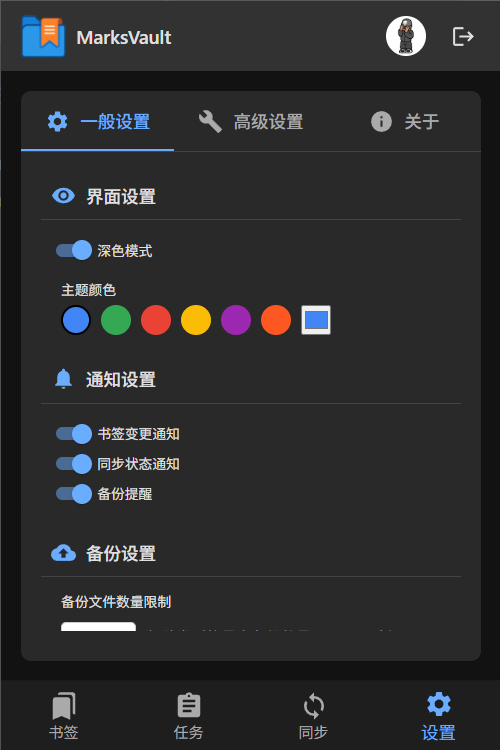 MarksVault
一般设置
高级设置
关于
界面设置
深色模式
主题颜色
通知设置
书签变更通知
同步状态通知
备份提醒
备份设置
备份文件数量限制
书签
任务
同步
设置